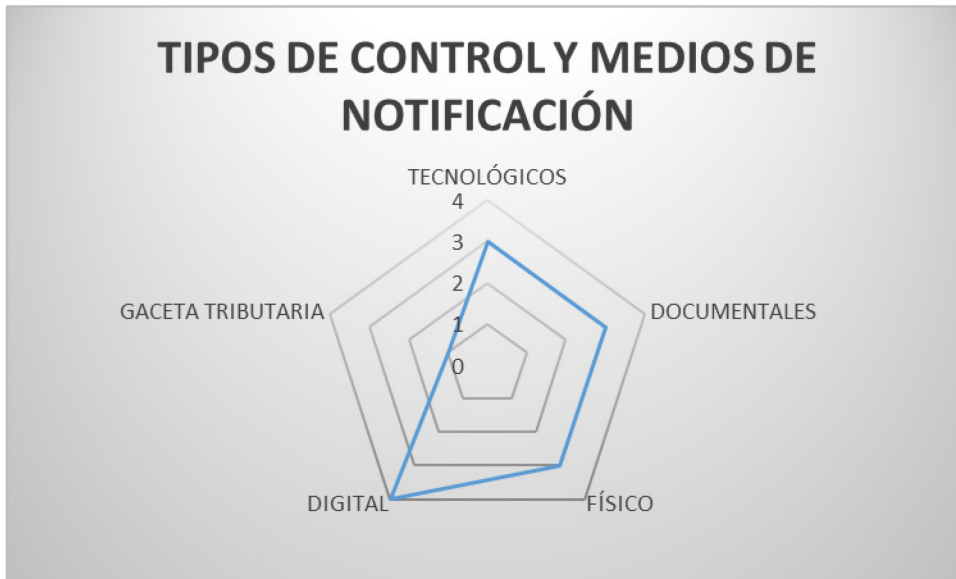 TIPOS DE CONTROL Y MEDIOS DE
NOTIFICACIÓN
TECNOLÓGICOS
4
3
2
1
0
GACETA TRIBUTARIA
DOCUMENTALES
DIGITAL
FÍSICO